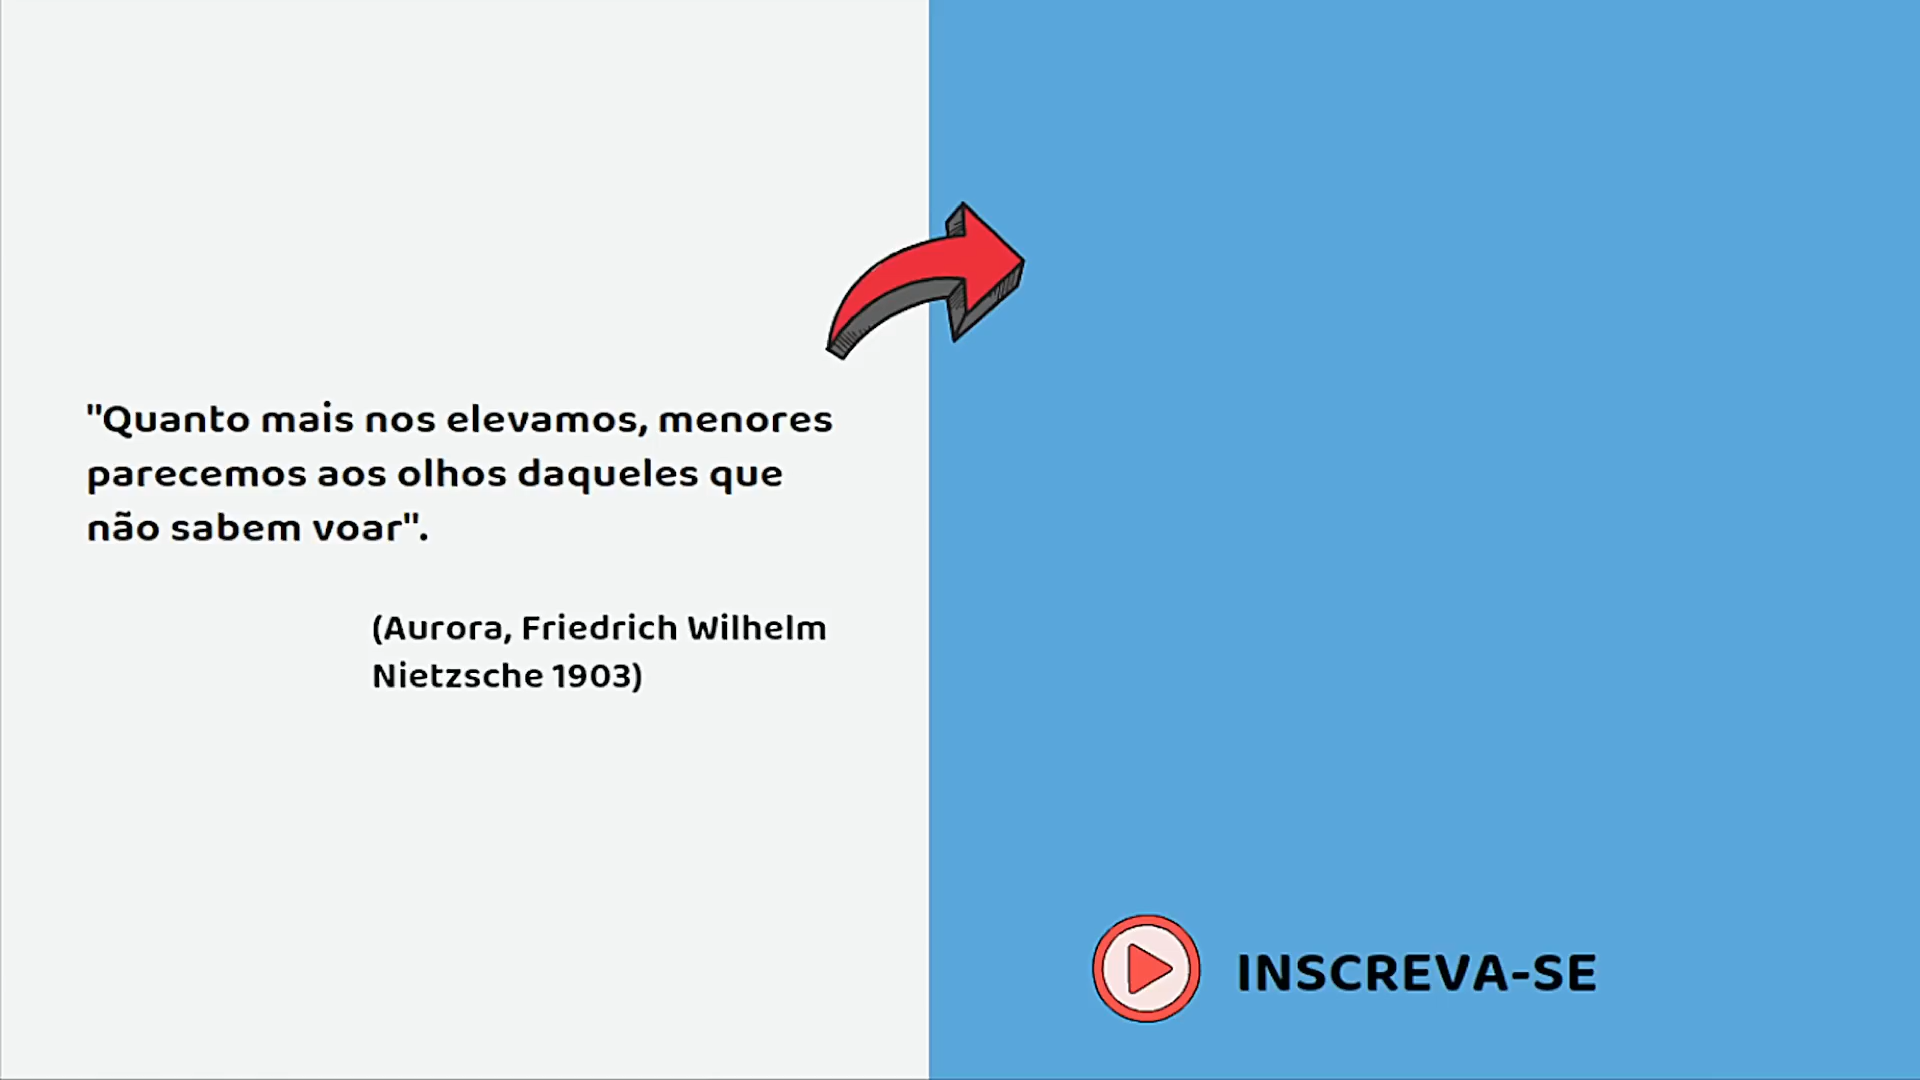 "Quanto mais nos elevamos, menores
parecemos aos olhos daqueles que
não sabem voar".
(Aurora, Friedrich Wilhelm
Nietzsche 1903)
INSCREVA-SE